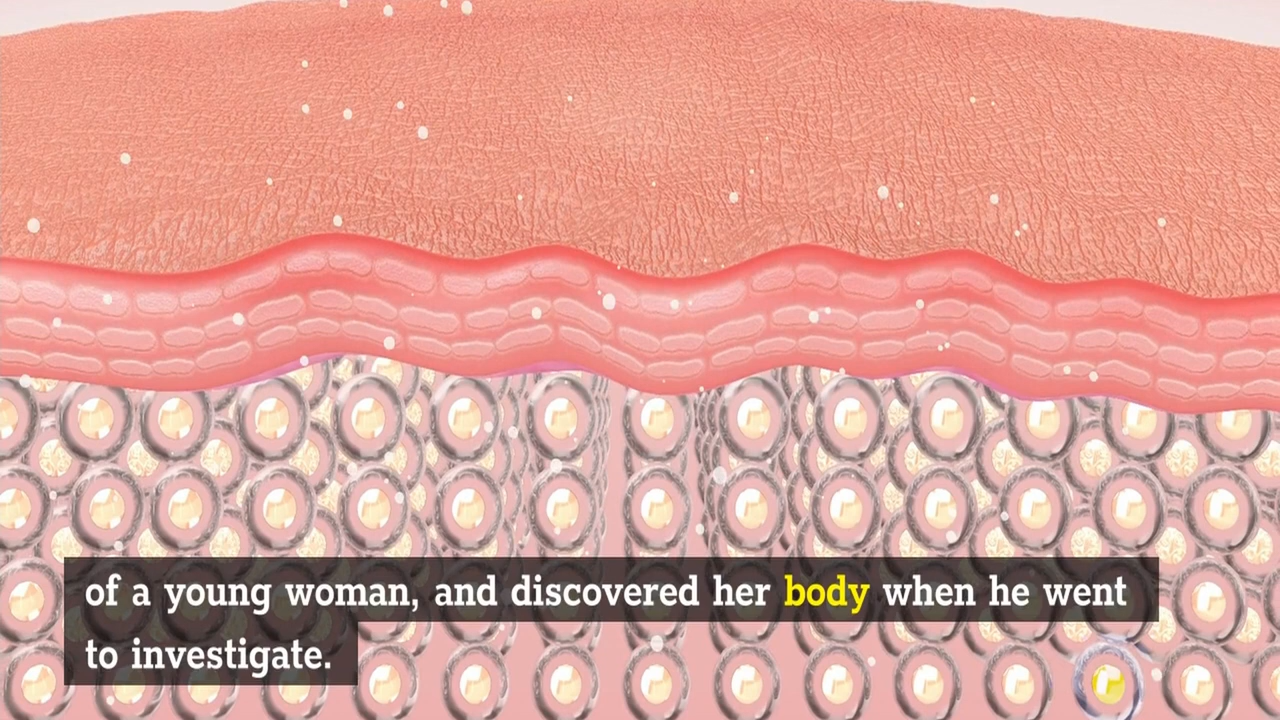 of a young woman, and discovered her body when he went
to investigate.